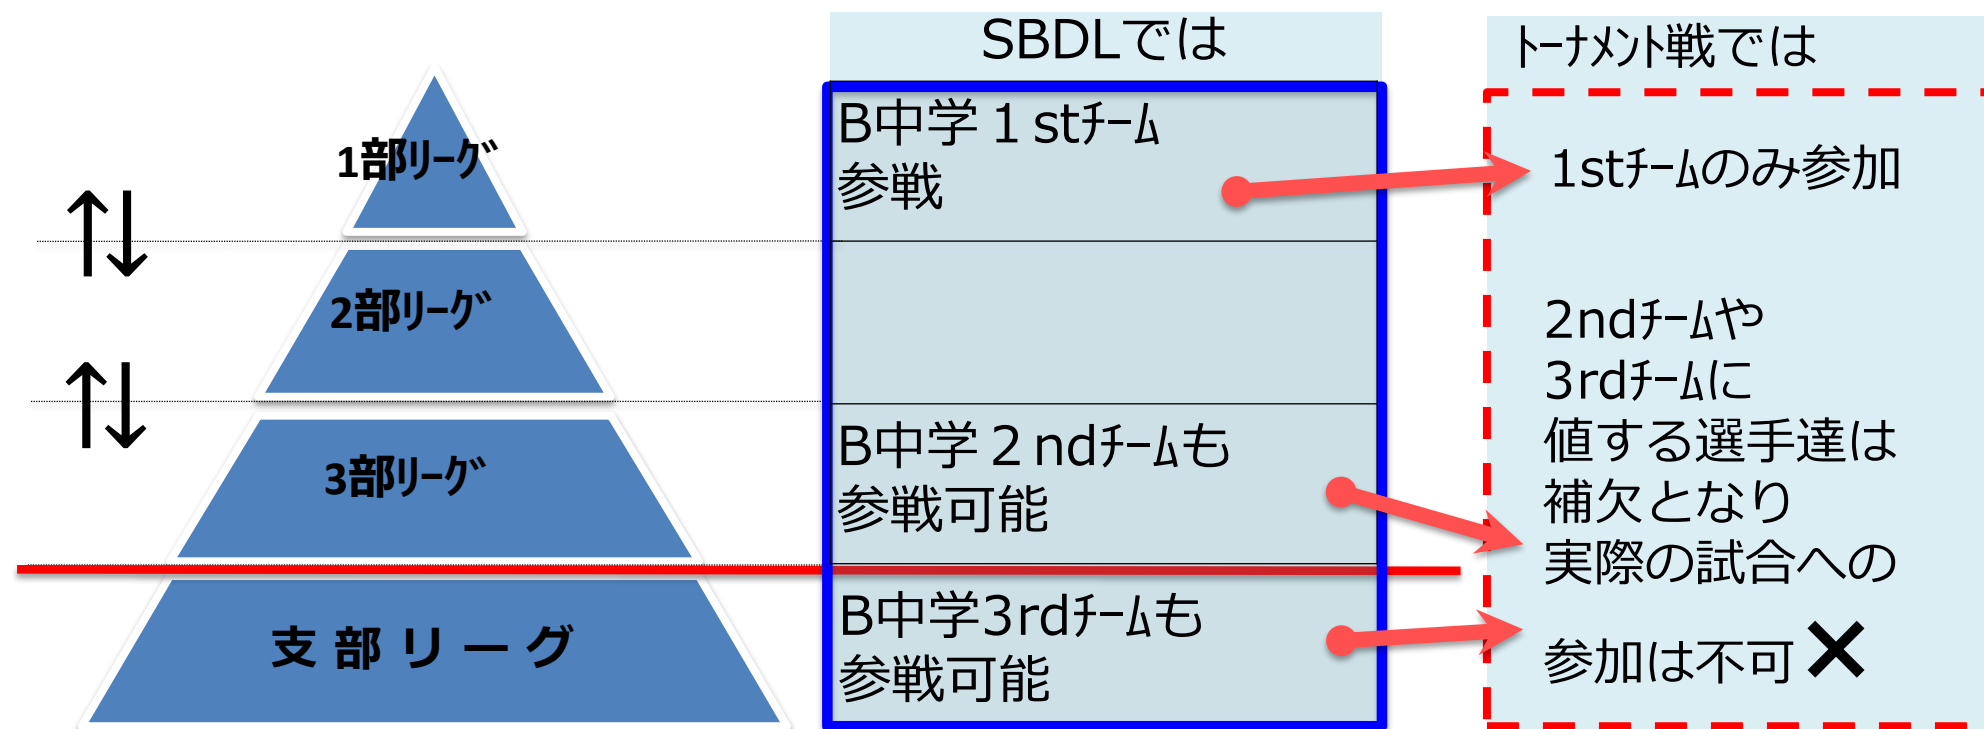 1部ﾘｰｸﾞ
2部ﾘｰｸﾞ
3部ﾘｰｸﾞ
支部リーグ
SBDLでは
B中学１stﾁｰﾑ
参戦
B中学２ndﾁｰﾑも
参戦可能
B中学3rdﾁｰﾑも
参戦可能
ﾄｰﾅﾒﾝﾄ戦では
1stﾁｰﾑのみ参加
2ndﾁｰﾑや
3rdﾁｰﾑに
値する選手達は
補欠となり
実際の試合への
参加は不可